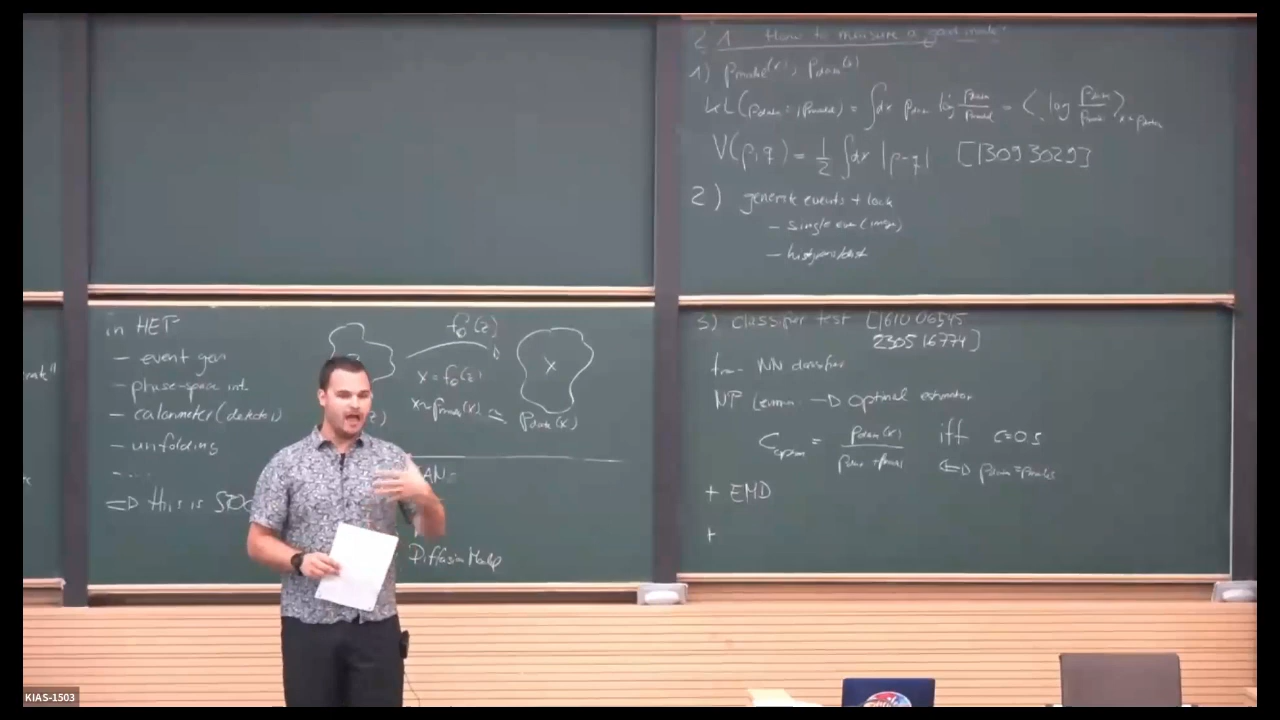 in HEP
- event gen
- phase-space int.
- calorimeter (detector)
- unfolding
- ....
=> this is
f_θ(z)
x = f_θ(z)
x ~ p_model(x) ≈ p_data(x)
x
Diffusion Models
2.1 How to measure a good model?
1) p_model(x), p_data(x)
KL(p_data, p_model) = ∫dx p_data log p_data/p_model = ⟨log p_data/p_model⟩_x~p_data
V(p,q) = 1/2 ∫dx |p-q| [1309.3029]
2) generate events + look
- single event (image)
- histograms/
3) classifier test [1610.06545
2305.16774]
train NN classifier
NP Lemma -> optimal estimator
C_optim = p_data(x)/p_data + p_model iff C=0.5
<=> p_data = p_model
+ EMD
+
KIAS-1503